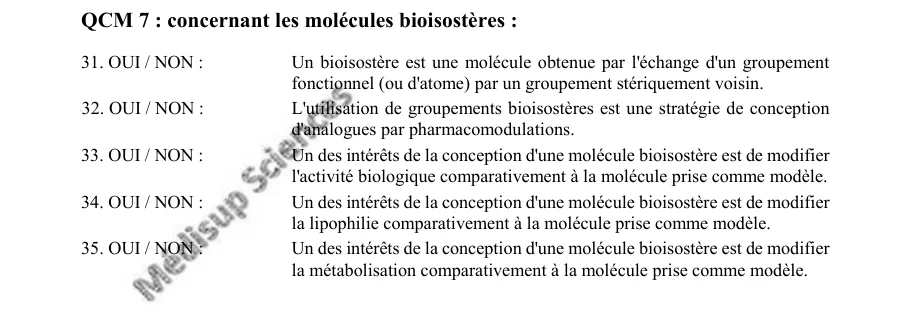 QCM 7 : concernant les molécules bioisostères :
31. OUI / NON : Un bioisostère est une molécule obtenue par l'échange d'un groupement
fonctionnel (ou d'atome) par un groupement stériquement voisin.
32. OUI / NON : L'utilisation de groupements bioisostères est une stratégie de conception
d'analogues par pharmacomodulations.
33. OUI / NON : Un des intérêts de la conception d'une molécule bioisostère est de modifier
l'activité biologique comparativement à la molécule prise comme modèle.
34. OUI / NON : Un des intérêts de la conception d'une molécule bioisostère est de modifier
la lipophilie comparativement à la molécule prise comme modèle.
35. OUI / NON : Un des intérêts de la conception d'une molécule bioisostère est de modifier
la métabolisation comparativement à la molécule prise comme modèle.
Médisup Sciences